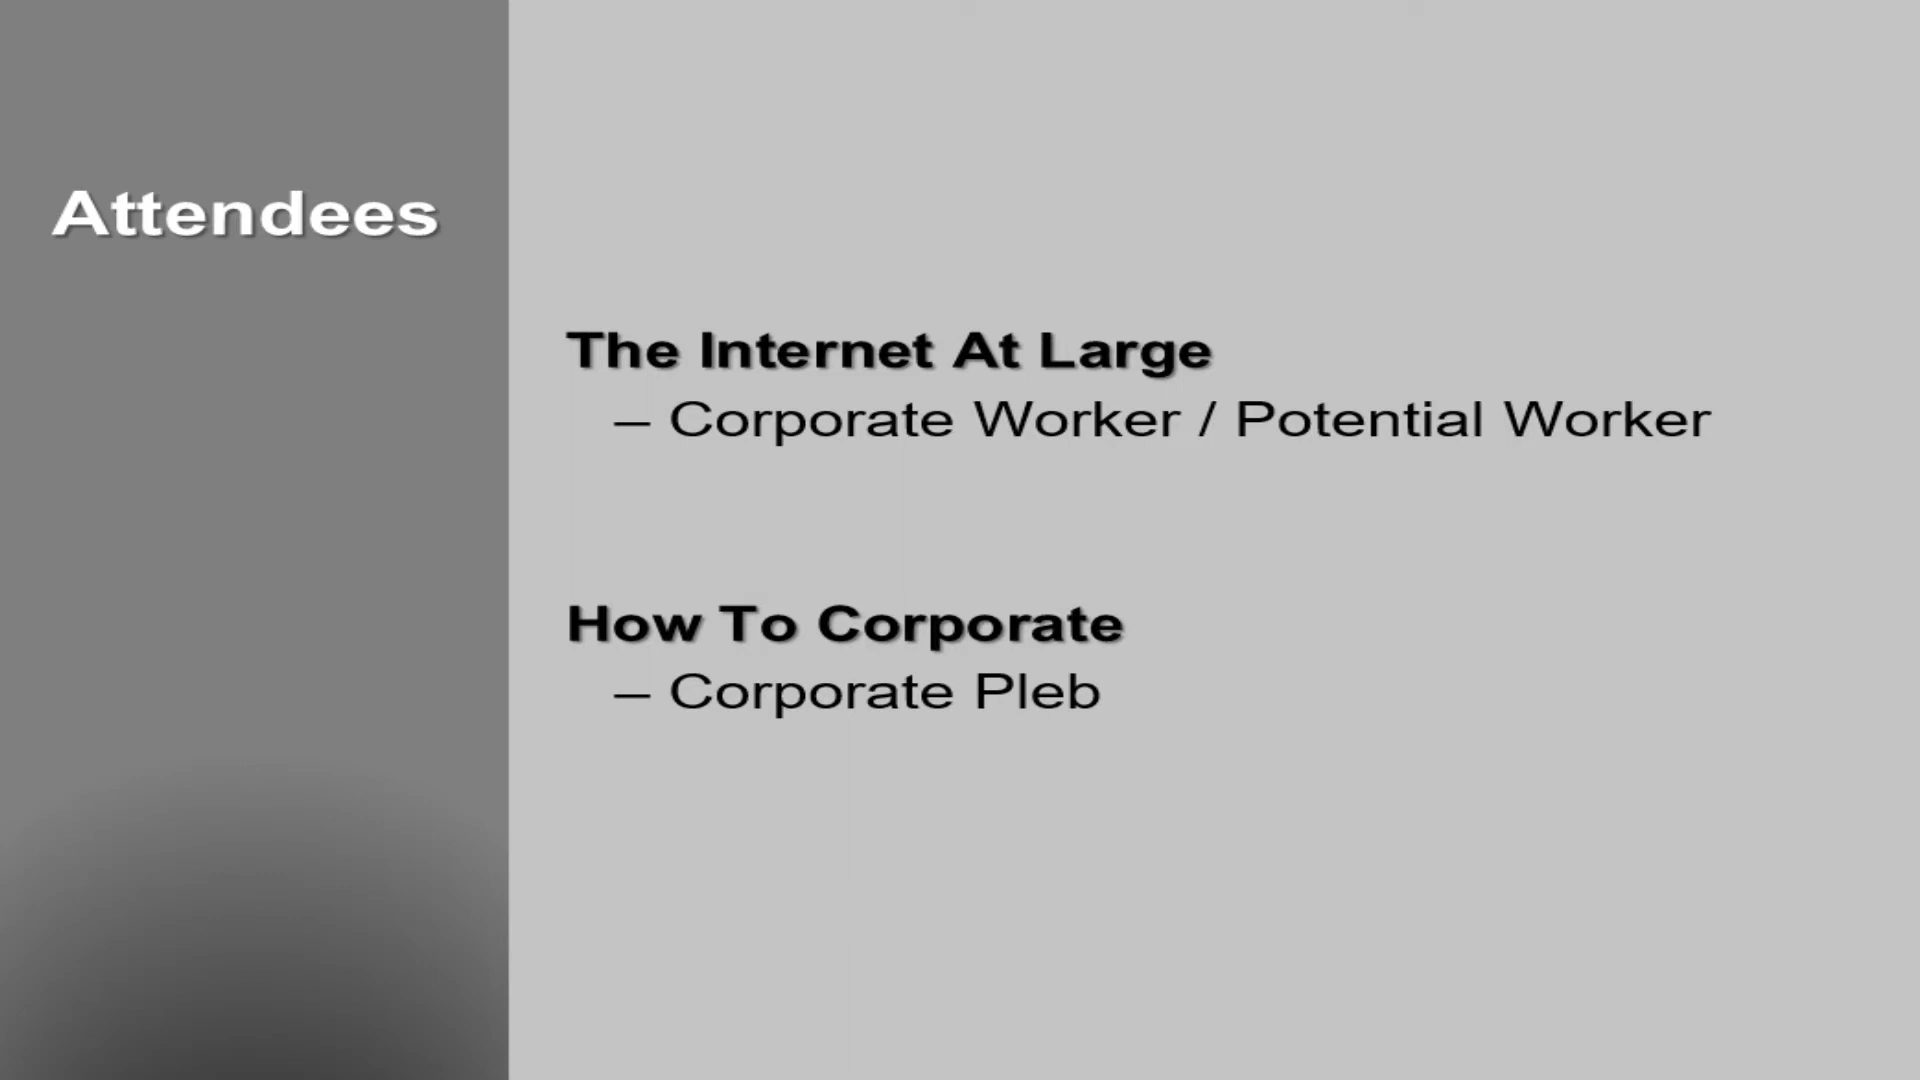 Attendees
The Internet At Large
– Corporate Worker / Potential Worker
How To Corporate
– Corporate Pleb